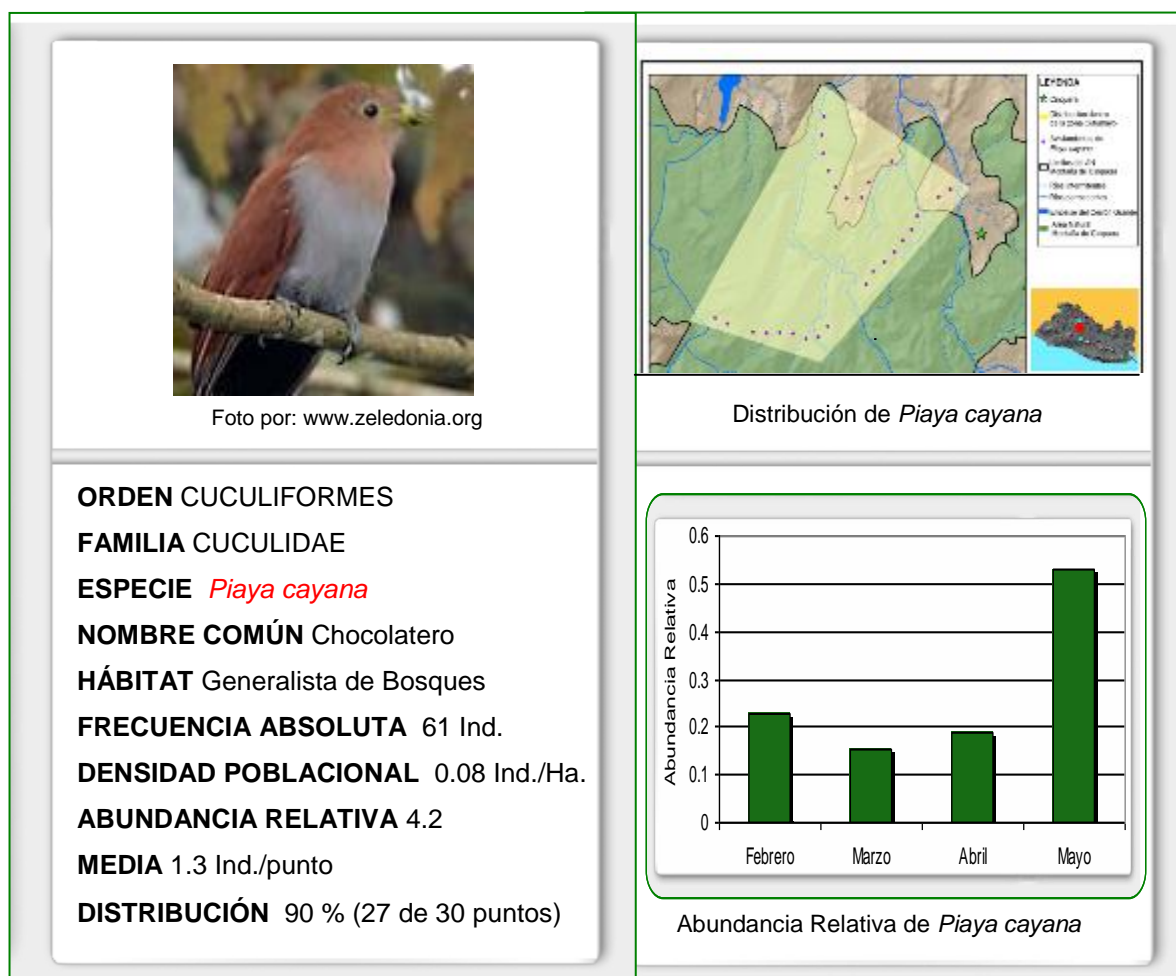 Foto por: www.zeledonia.org
ORDEN CUCULIFORMES
FAMILIA CUCULIDAE
ESPECIE Piaya cayana
NOMBRE COMÚN Chocolatero
HÁBITAT Generalista de Bosques
FRECUENCIA ABSOLUTA 61 Ind.
DENSIDAD POBLACIONAL 0.08 Ind./Ha.
ABUNDANCIA RELATIVA 4.2
MEDIA 1.3 Ind./punto
DISTRIBUCIÓN 90 % (27 de 30 puntos)
LEYENDA
Piaya cayana
Distribución de Piaya cayana
Abundancia Relativa
0.6
0.5
0.4
0.3
0.2
0.1
0
Febrero Marzo Abril Mayo
Abundancia Relativa de Piaya cayana